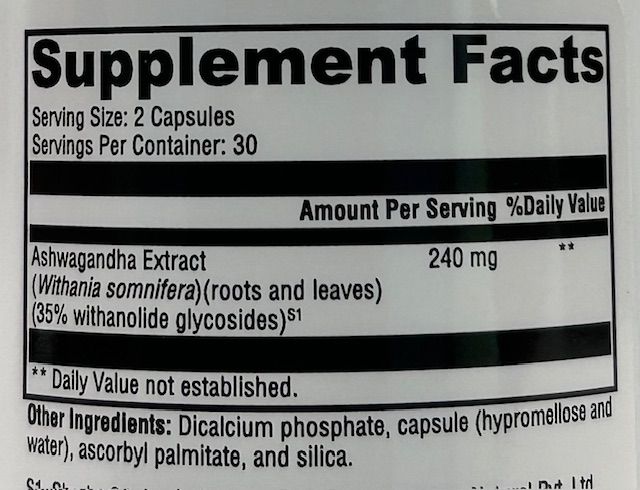 Supplement Facts
Serving Size: 2 Capsules
Servings Per Container: 30
Amount Per Serving %Daily Value
Ashwagandha Extract 240 mg **
(Withania somnifera)(roots and leaves)
(35% withanolide glycosides)S1
** Daily Value not established.
Other Ingredients: Dicalcium phosphate, capsule (hypromellose and
water), ascorbyl palmitate, and silica.